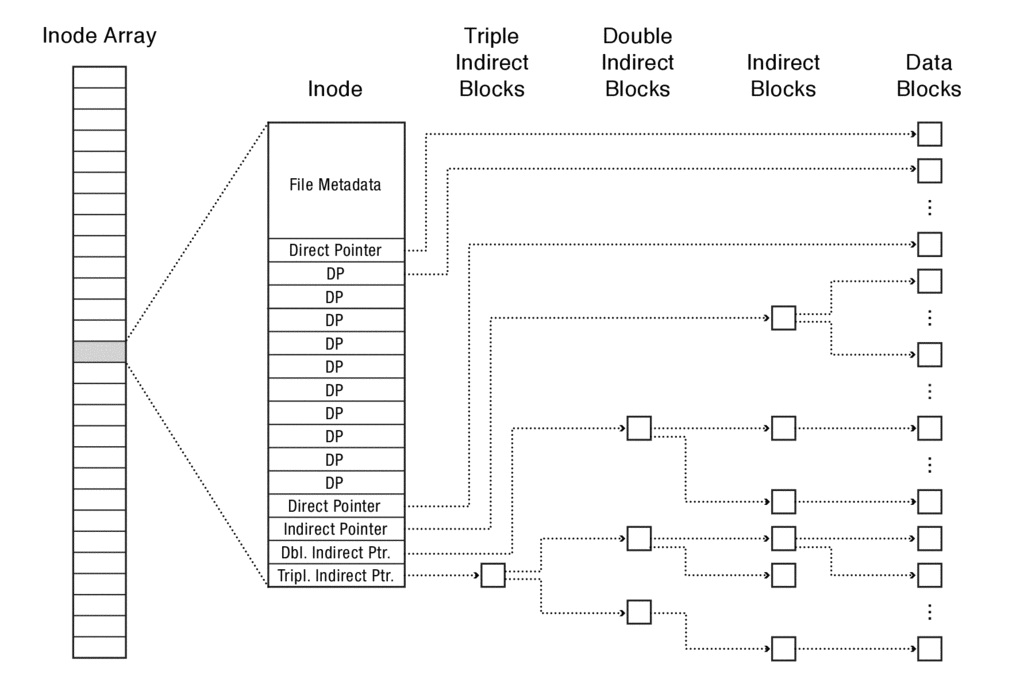 Inode Array
Inode
Triple
Indirect
Blocks
Double
Indirect
Blocks
Indirect
Blocks
Data
Blocks
File Metadata
Direct Pointer
DP
DP
DP
DP
DP
DP
DP
DP
DP
DP
Direct Pointer
Indirect Pointer
Dbl. Indirect Ptr.
Tripl. Indirect Ptr.